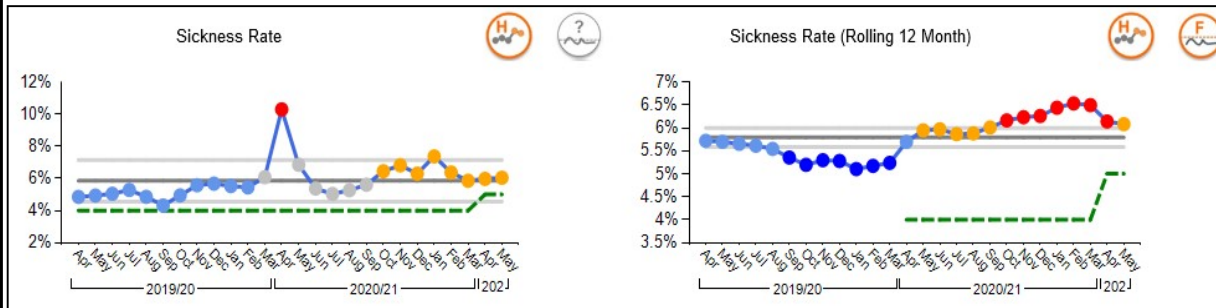 Sickness Rate
H
?
12%
10%
8%
6%
4%
2%
Apr May Jun Jul Aug Sep Oct Nov Dec Jan Feb Mar Apr May Jun Jul Aug Sep Oct Nov Dec Jan Feb Mar Apr May
2019/20 2020/21 202
Sickness Rate (Rolling 12 Month)
H
F
7%
6.5%
6%
5.5%
5%
4.5%
4%
3.5%
Apr May Jun Jul Aug Sep Oct Nov Dec Jan Feb Mar Apr May Jun Jul Aug Sep Oct Nov Dec Jan Feb Mar Apr May
2019/20 2020/21 202